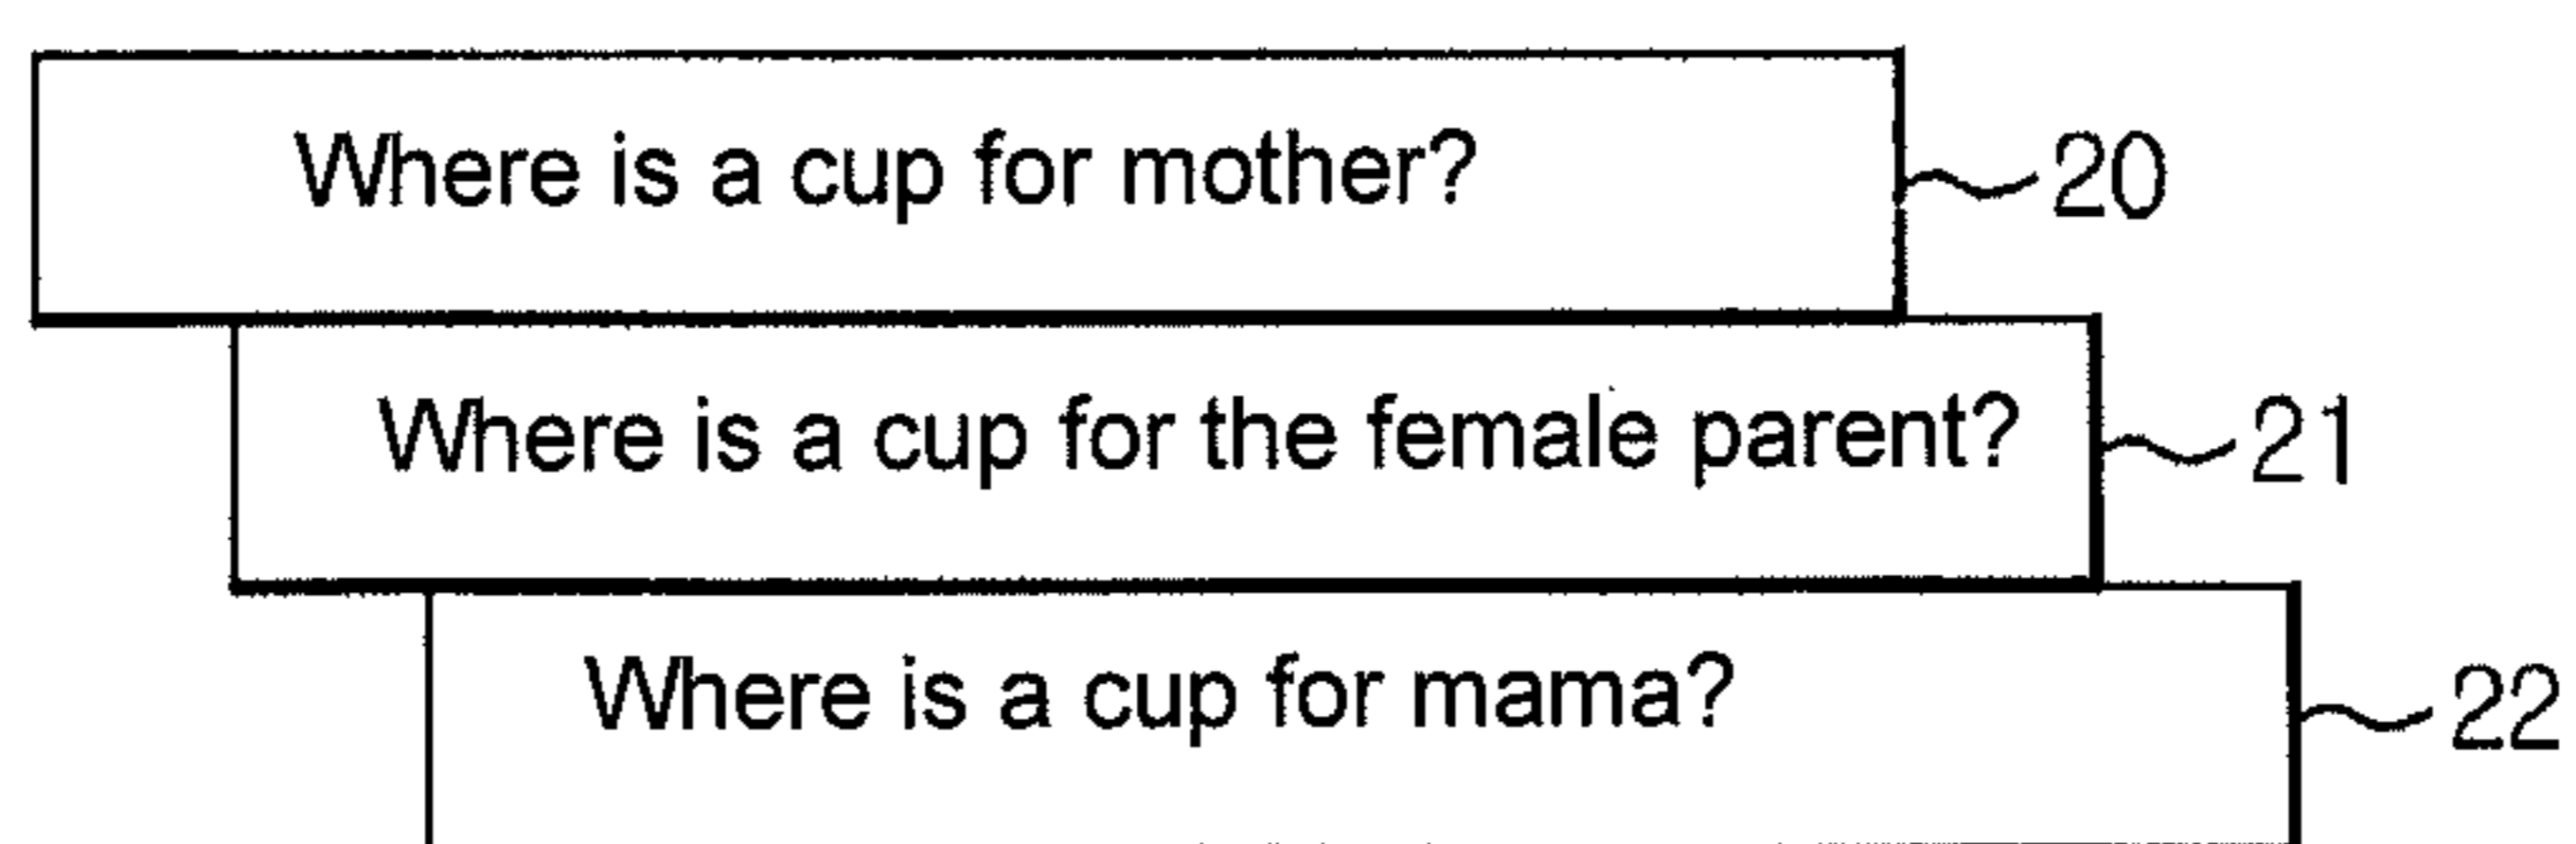 Where is a cup for mother? 20
Where is a cup for the female parent? 21
Where is a cup for mama? 22